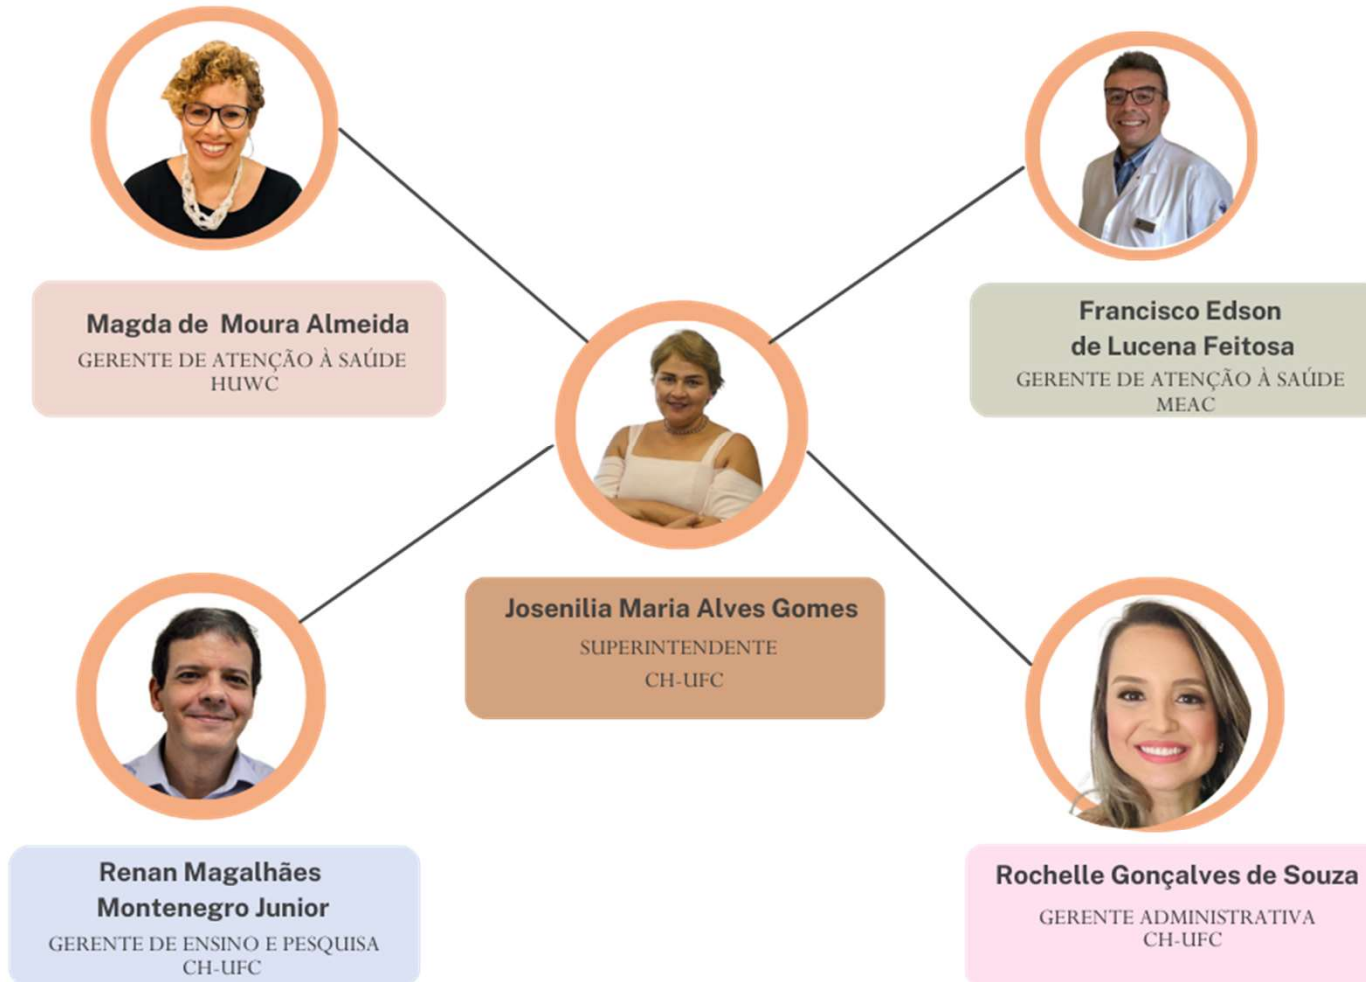 Magda de Moura Almeida
GERENTE DE ATENÇÃO À SAÚDE
HUWC
Francisco Edson
de Lucena Feitosa
GERENTE DE ATENÇÃO À SAÚDE
MEAC
Josenilia Maria Alves Gomes
SUPERINTENDENTE
CH-UFC
Renan Magalhães
Montenegro Junior
GERENTE DE ENSINO E PESQUISA
CH-UFC
Rochelle Gonçalves de Souza
GERENTE ADMINISTRATIVA
CH-UFC